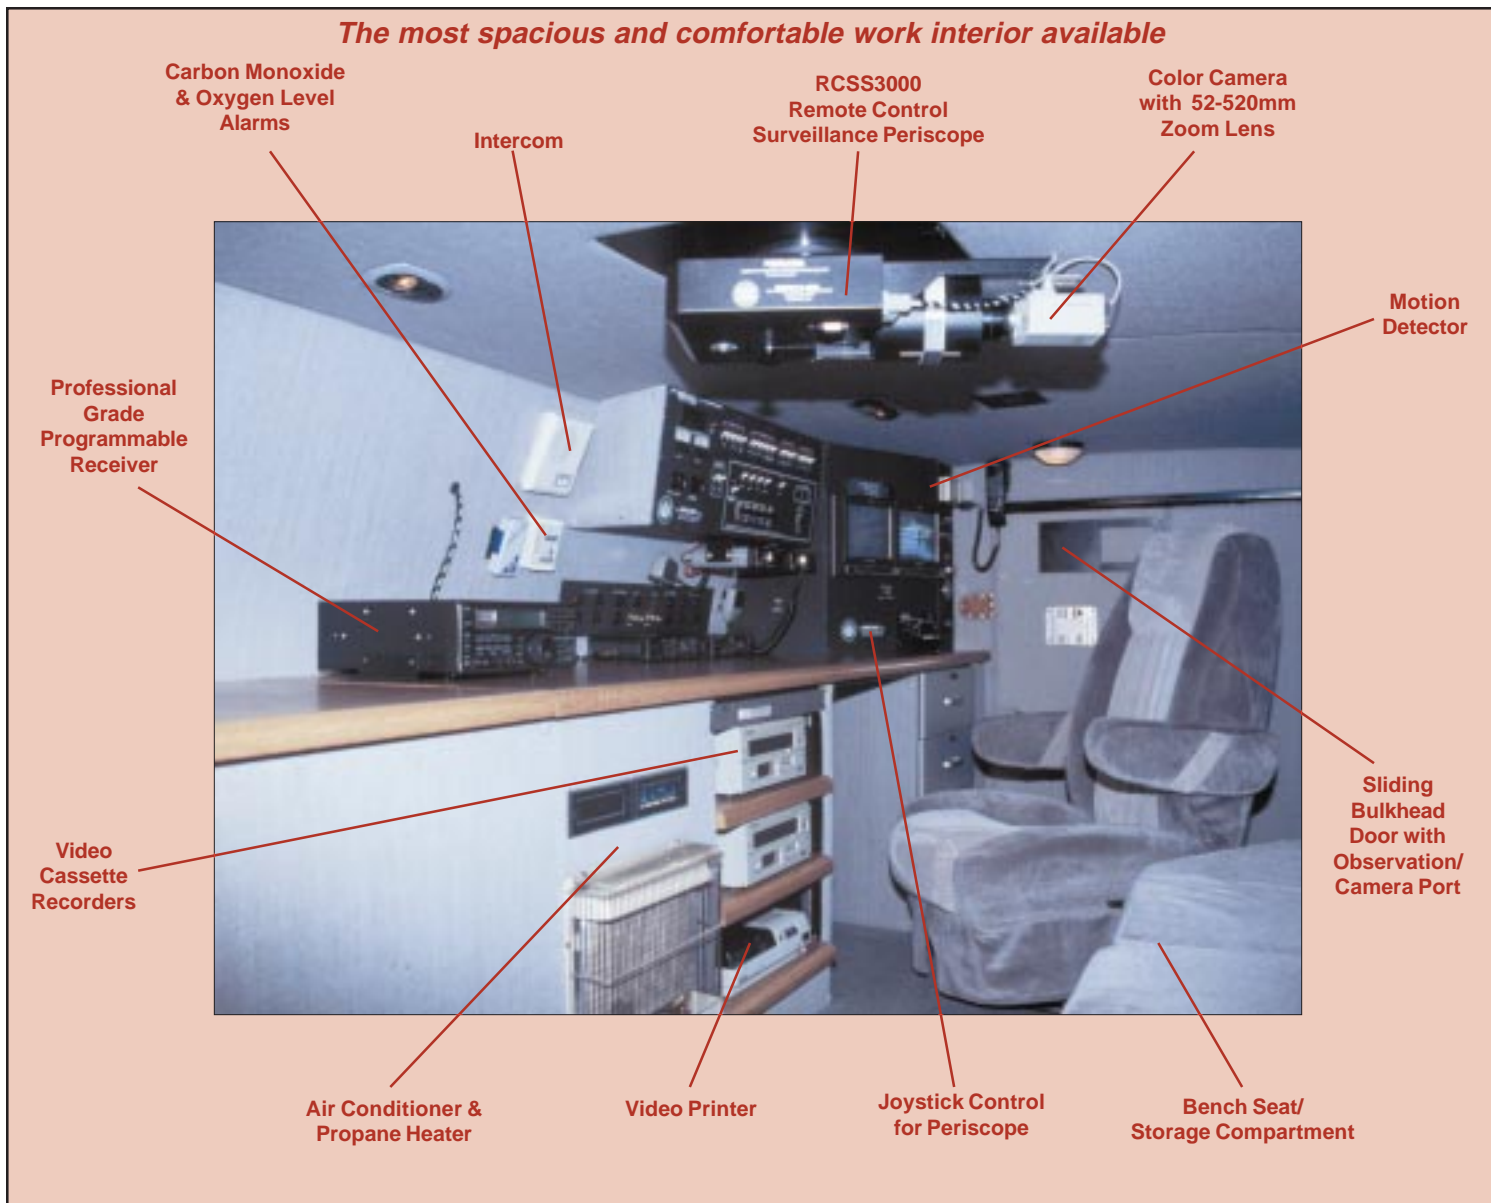 The most spacious and comfortable work interior available
Carbon Monoxide
& Oxygen Level
Alarms
Intercom
RCSS3000
Remote Control
Surveillance Periscope
Color Camera
with 52-520mm
Zoom Lens
Motion
Detector
Professional
Grade
Programmable
Receiver
Sliding
Bulkhead
Door with
Observation/
Camera Port
Video
Cassette
Recorders
Air Conditioner &
Propane Heater
Video Printer
Joystick Control
for Periscope
Bench Seat/
Storage Compartment